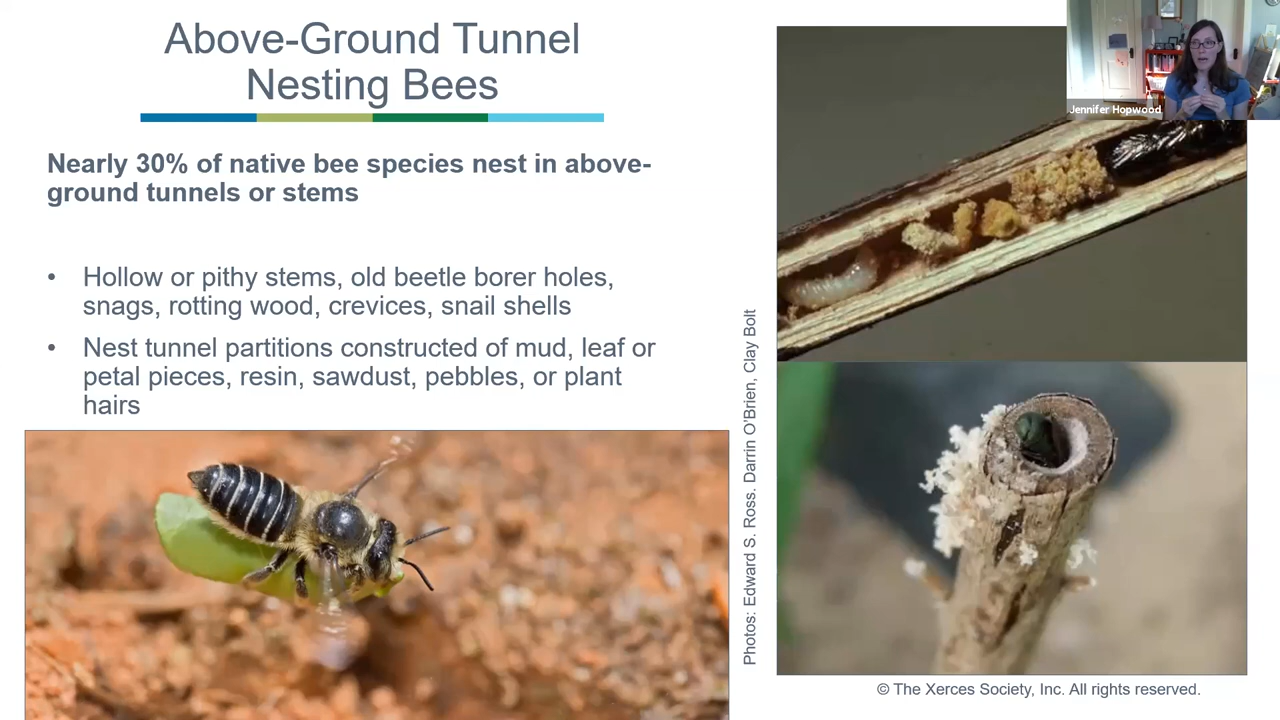 Above-Ground Tunnel
Nesting Bees
Nearly 30% of native bee species nest in above-
ground tunnels or stems
• Hollow or pithy stems, old beetle borer holes,
snags, rotting wood, crevices, snail shells
• Nest tunnel partitions constructed of mud, leaf or
petal pieces, resin, sawdust, pebbles, or plant
hairs
Photos: Edward S. Ross. Darrin O'Brien, Clay Bolt
Jennifer Hopwood
© The Xerces Society, Inc. All rights reserved.